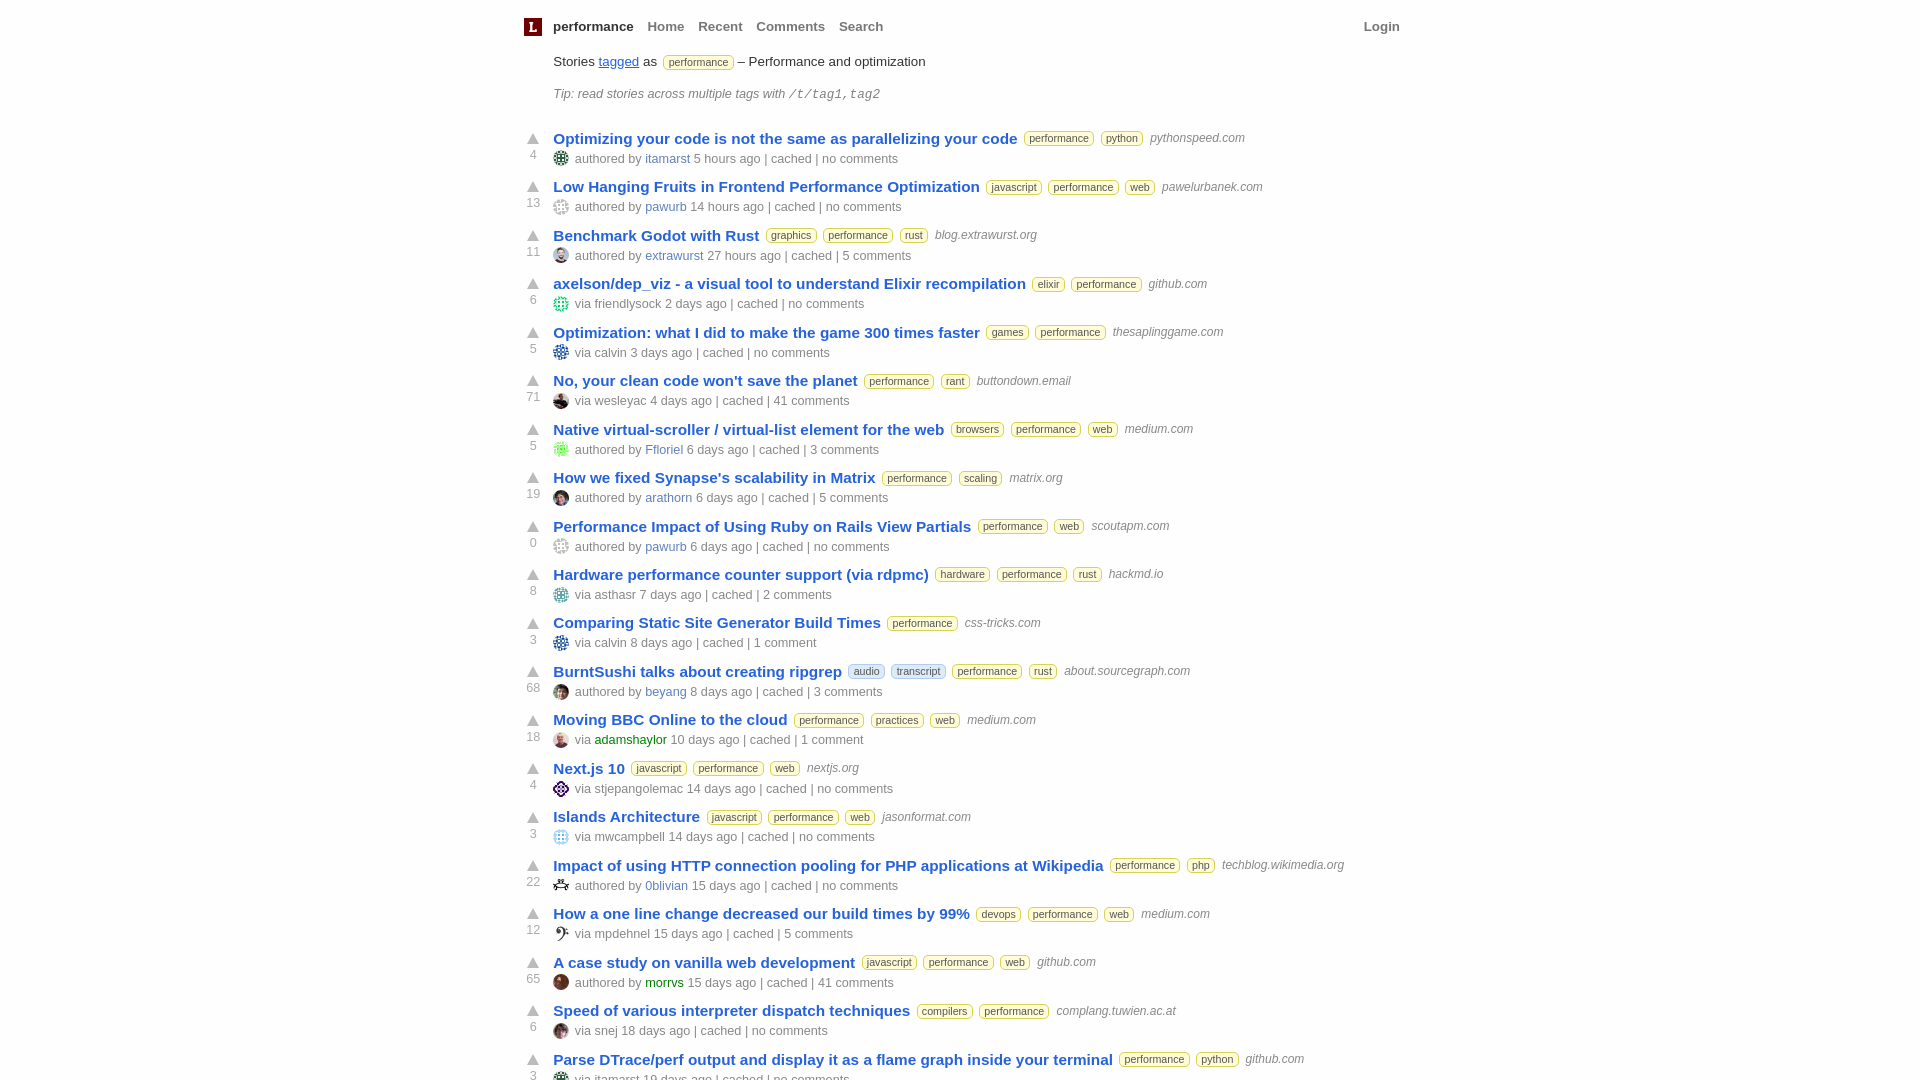 L performance Home Recent Comments Search Login
Stories tagged as performance – Performance and optimization
Tip: read stories across multiple tags with /t/tag1,tag2
Optimizing your code is not the same as parallelizing your code performance python pythonspeed.com
4 authored by itamarst 5 hours ago | cached | no comments
Low Hanging Fruits in Frontend Performance Optimization javascript performance web pawelurbanek.com
13 authored by pawurb 14 hours ago | cached | no comments
Benchmark Godot with Rust graphics performance rust blog.extrawurst.org
11 authored by extrawurst 27 hours ago | cached | 5 comments
axelson/dep_viz - a visual tool to understand Elixir recompilation elixir performance github.com
6 via friendlysock 2 days ago | cached | no comments
Optimization: what I did to make the game 300 times faster games performance thesaplinggame.com
5 via calvin 3 days ago | cached | no comments
No, your clean code won't save the planet performance rant buttondown.email
71 via wesleyac 4 days ago | cached | 41 comments
Native virtual-scroller / virtual-list element for the web browsers performance web medium.com
5 authored by Ffloriel 6 days ago | cached | 3 comments
How we fixed Synapse's scalability in Matrix performance scaling matrix.org
19 authored by arathorn 6 days ago | cached | 5 comments
Performance Impact of Using Ruby on Rails View Partials performance web scoutapm.com
0 authored by pawurb 6 days ago | cached | no comments
Hardware performance counter support (via rdpmc) hardware performance rust hackmd.io
8 via asthasr 7 days ago | cached | 2 comments
Comparing Static Site Generator Build Times performance css-tricks.com
3 via calvin 8 days ago | cached | 1 comment
BurntSushi talks about creating ripgrep audio transcript performance rust about.sourcegraph.com
68 authored by beyang 8 days ago | cached | 3 comments
Moving BBC Online to the cloud performance practices web medium.com
18 via adamshaylor 10 days ago | cached | 1 comment
Next.js 10 javascript performance web nextjs.org
4 via stjepangolemac 14 days ago | cached | no comments
Islands Architecture javascript performance web jasonformat.com
3 via mwcampbell 14 days ago | cached | no comments
Impact of using HTTP connection pooling for PHP applications at Wikipedia performance php techblog.wikimedia.org
22 authored by 0blivian 15 days ago | cached | no comments
How a one line change decreased our build times by 99% devops performance web medium.com
12 via mpdehnel 15 days ago | cached | 5 comments
A case study on vanilla web development javascript performance web github.com
65 authored by morrvs 15 days ago | cached | 41 comments
Speed of various interpreter dispatch techniques compilers performance complang.tuwien.ac.at
6 via snej 18 days ago | cached | no comments
Parse DTrace/perf output and display it as a flame graph inside your terminal performance python github.com
3 via itamarst 19 days ago | cached | no comments